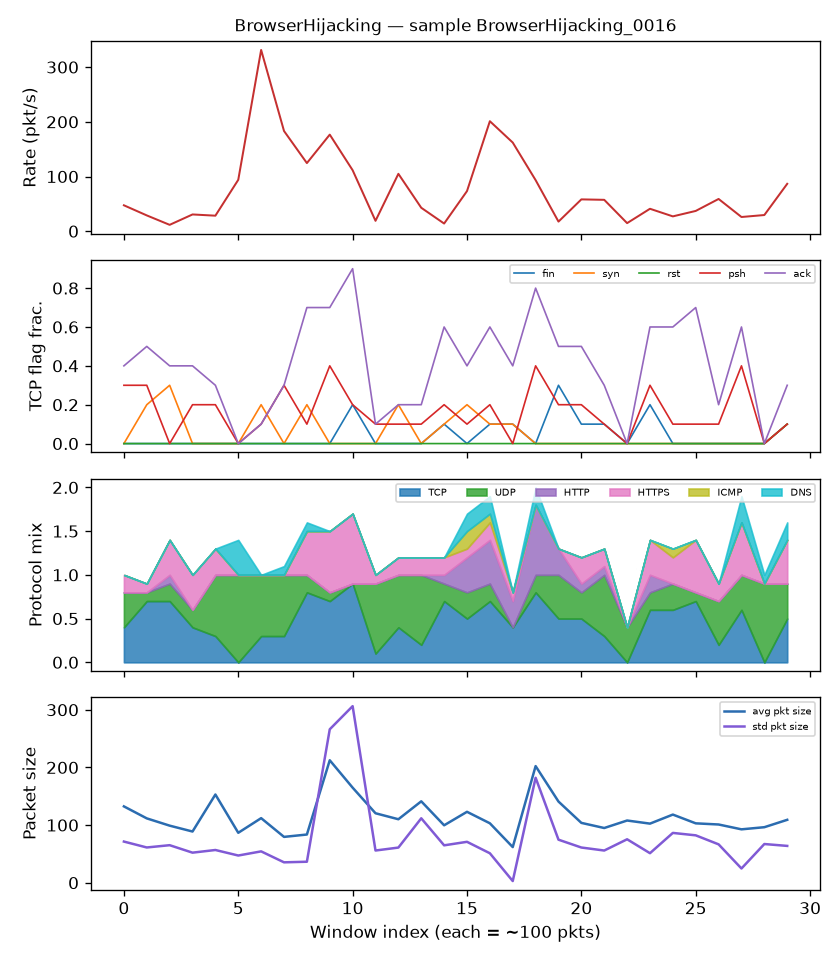 BrowserHijacking — sample BrowserHijacking_0016
Rate (pkt/s)
300
200
100
0
TCP flag frac.
0.8
0.6
0.4
0.2
0.0
fin syn rst psh ack
Protocol mix
2.0
1.5
1.0
0.5
0.0
TCP UDP HTTP HTTPS ICMP DNS
Packet size
300
200
100
0
avg pkt size
std pkt size
0 5 10 15 20 25 30
Window index (each = ~100 pkts)